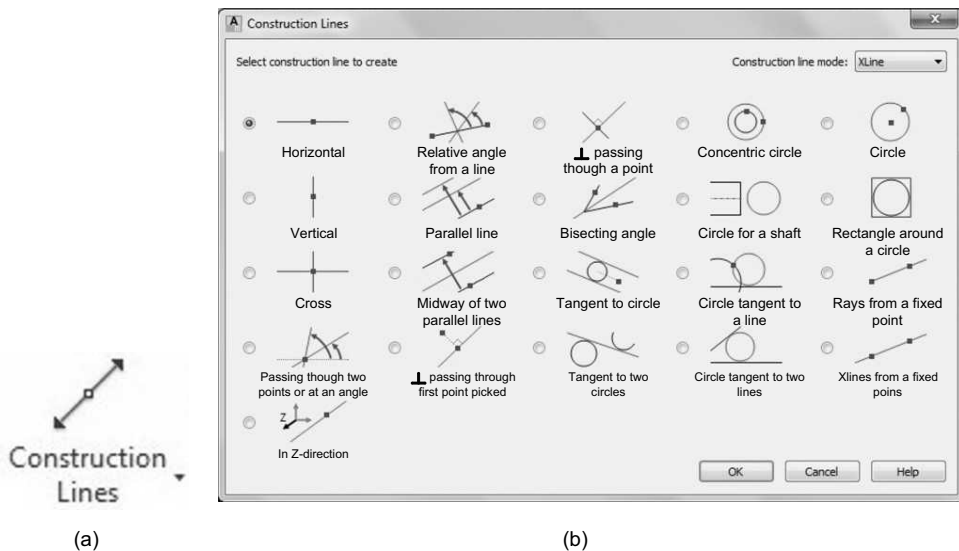 Construction Lines
Select construction line to create
Construction line mode: XLine
Horizontal
Relative angle
from a line
⊥ passing
though a point
Concentric circle
Circle
Vertical
Parallel line
Bisecting angle
Circle for a shaft
Rectangle around
a circle
Cross
Midway of two
parallel lines
Tangent to circle
Circle tangent to
a line
Rays from a fixed
point
Passing though two
points or at an angle
⊥ passing through
first point picked
Tangent to two
circles
Circle tangent to two
lines
Xlines from a fixed
poins
Z
In Z-direction
OK Cancel Help
Construction
Lines
(a)
(b)